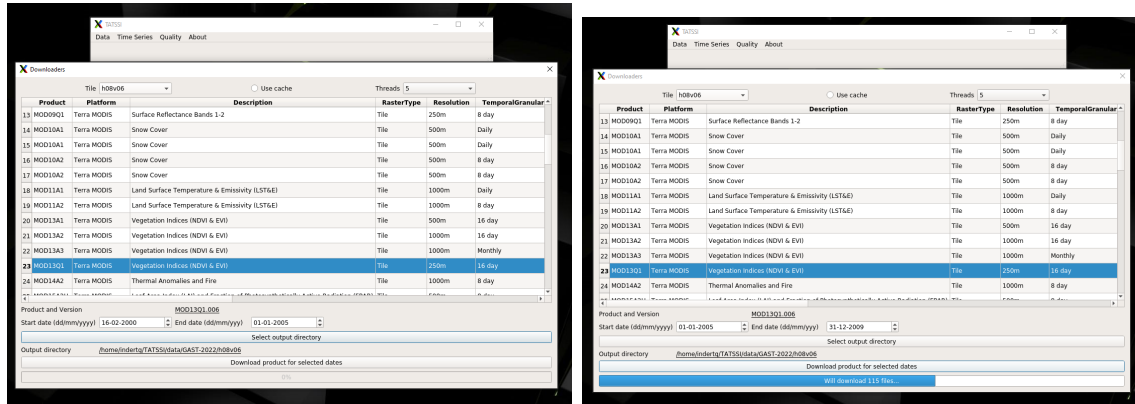 TATSSI
Data Time Series Quality About
Downloaders
Tile h08v06 Use cache Threads 5
Product Platform Description RasterType Resolution TemporalGranular
13 MOD09Q1 Terra MODIS Surface Reflectance Bands 1-2 Tile 250m 8 day
14 MOD10A1 Terra MODIS Snow Cover Tile 500m Daily
15 MOD10A1 Terra MODIS Snow Cover Tile 500m Daily
16 MOD10A2 Terra MODIS Snow Cover Tile 500m 8 day
17 MOD10A2 Terra MODIS Snow Cover Tile 500m 8 day
18 MOD11A1 Terra MODIS Land Surface Temperature & Emissivity (LST&E) Tile 1000m Daily
19 MOD11A2 Terra MODIS Land Surface Temperature & Emissivity (LST&E) Tile 1000m 8 day
20 MOD13A1 Terra MODIS Vegetation Indices (NDVI & EVI) Tile 500m 16 day
21 MOD13A2 Terra MODIS Vegetation Indices (NDVI & EVI) Tile 1000m 16 day
22 MOD13A3 Terra MODIS Vegetation Indices (NDVI & EVI) Tile 1000m Monthly
23 MOD13Q1 Terra MODIS Vegetation Indices (NDVI & EVI) Tile 250m 16 day
24 MOD14A2 Terra MODIS Thermal Anomalies and Fire Tile 1000m 8 day
Product and Version MOD13Q1.006
Start date (dd/mm/yyyy) 16-02-2000 End date (dd/mm/yyy) 01-01-2005
Select output directory
Output directory /home/indertg/TATSSI/data/GAST-2022/h08v06
Download product for selected dates
0%
TATSSI
Data Time Series Quality About
Downloaders
Tile h08v06 Use cache Threads 5
Product Platform Description RasterType Resolution TemporalGranular
13 MOD09Q1 Terra MODIS Surface Reflectance Bands 1-2 Tile 250m 8 day
14 MOD10A1 Terra MODIS Snow Cover Tile 500m Daily
15 MOD10A1 Terra MODIS Snow Cover Tile 500m Daily
16 MOD10A2 Terra MODIS Snow Cover Tile 500m 8 day
17 MOD10A2 Terra MODIS Snow Cover Tile 500m 8 day
18 MOD11A1 Terra MODIS Land Surface Temperature & Emissivity (LST&E) Tile 1000m Daily
19 MOD11A2 Terra MODIS Land Surface Temperature & Emissivity (LST&E) Tile 1000m 8 day
20 MOD13A1 Terra MODIS Vegetation Indices (NDVI & EVI) Tile 500m 16 day
21 MOD13A2 Terra MODIS Vegetation Indices (NDVI & EVI) Tile 1000m 16 day
22 MOD13A3 Terra MODIS Vegetation Indices (NDVI & EVI) Tile 1000m Monthly
23 MOD13Q1 Terra MODIS Vegetation Indices (NDVI & EVI) Tile 250m 16 day
24 MOD14A2 Terra MODIS Thermal Anomalies and Fire Tile 1000m 8 day
Product and Version MOD13Q1.006
Start date (dd/mm/yyyy) 01-01-2005 End date (dd/mm/yyy) 31-12-2009
Select output directory
Output directory /home/indertg/TATSSI/data/GAST-2022/h08v06
Download product for selected dates
Will download 115 files...